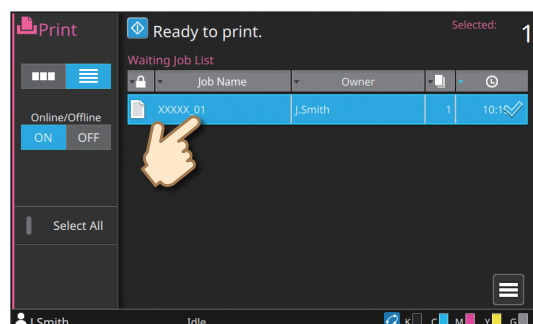 Print
Ready to print.
Selected:
1
Waiting Job List
Job Name
Owner
XXXXX_01
J.Smith
1
Online/Offline
ON
OFF
Select All
J.Smith
Idle
K
C
M
Y
G